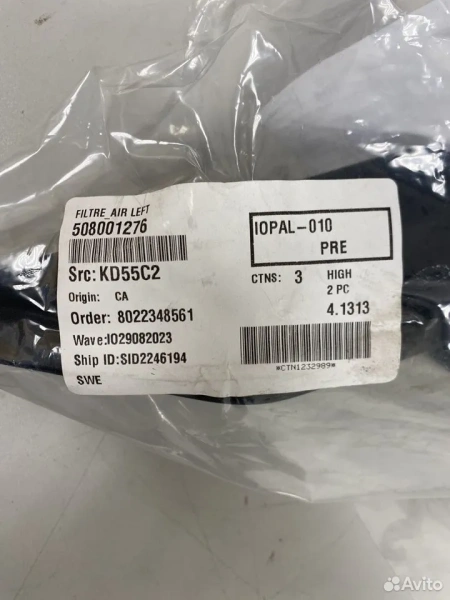 FILTRE_AIR LEFT
508001276
Src: KD55C2
Origin: CA
Order: 8022348561
Wave:IO29082023
Ship ID:SID2246194
SWE
IOPAL-010
PRE
CTNS: 3 HIGH
2 PC
4.1313
*CTN1232989*
Avito